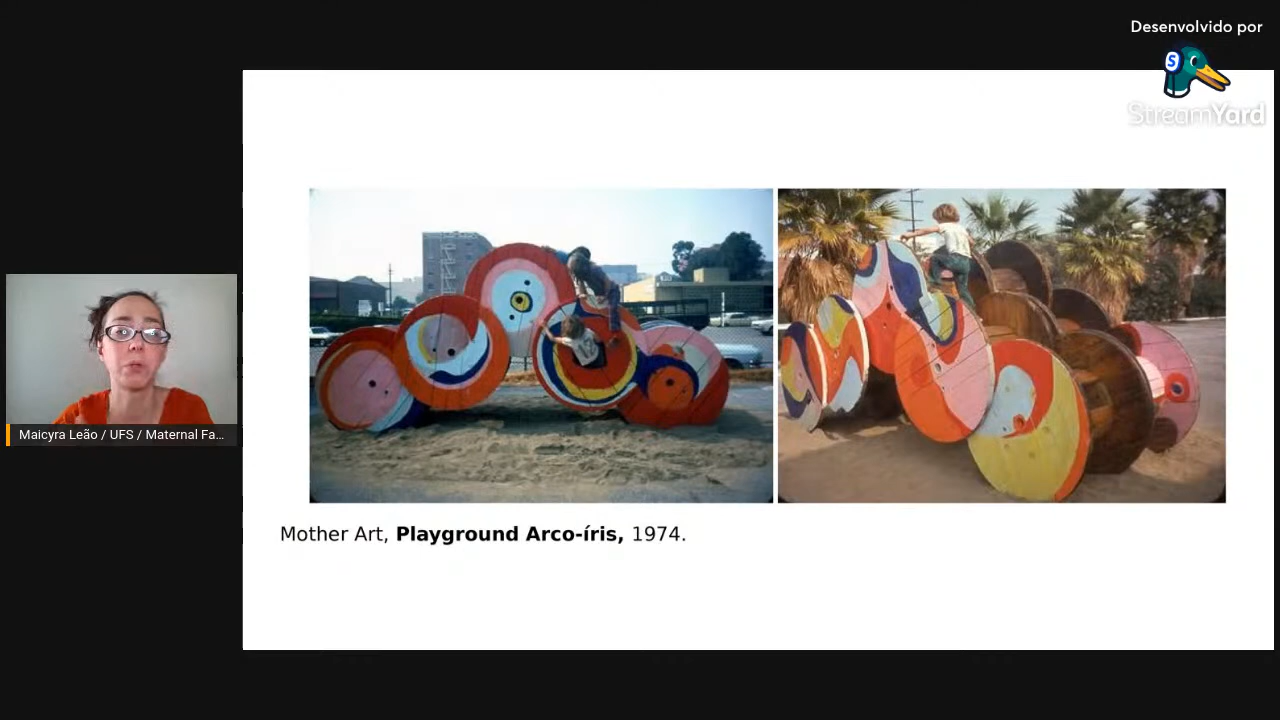 Desenvolvido por
S
StreamYard
Maicyra Leão / UFS / Maternal Fa...
Mother Art, Playground Arco-íris, 1974.